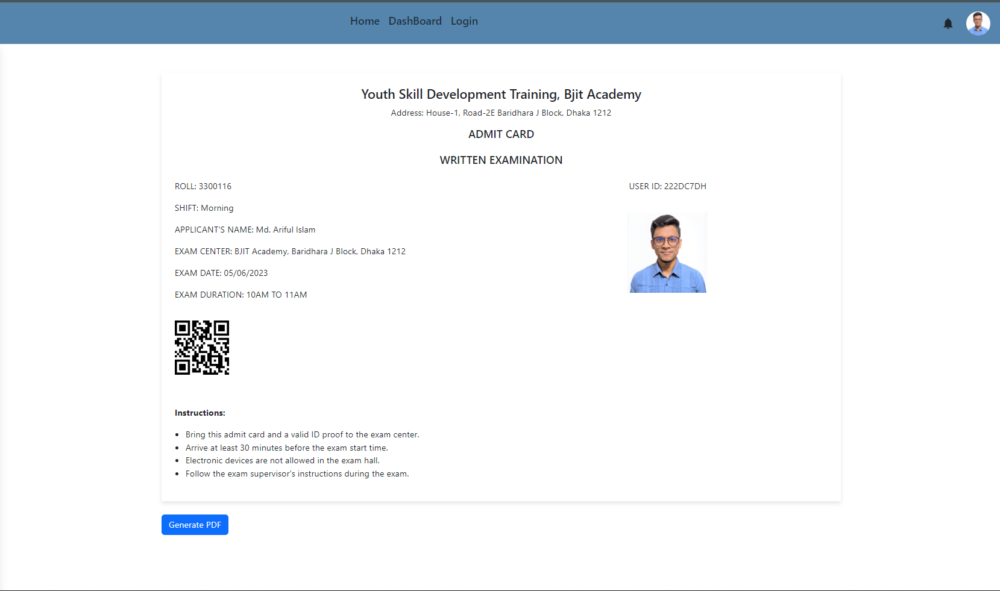 Home DashBoard Login
Youth Skill Development Training, Bjit Academy
Address: House-1, Road-2E Baridhara J Block, Dhaka 1212
ADMIT CARD
WRITTEN EXAMINATION
ROLL: 3300116
USER ID: 222DC7DH
SHIFT: Morning
APPLICANT'S NAME: Md. Ariful Islam
EXAM CENTER: BJIT Academy, Baridhara J Block, Dhaka 1212
EXAM DATE: 05/06/2023
EXAM DURATION: 10AM TO 11AM
Instructions:
• Bring this admit card and a valid ID proof to the exam center.
• Arrive at least 30 minutes before the exam start time.
• Electronic devices are not allowed in the exam hall.
• Follow the exam supervisor's instructions during the exam.
Generate PDF